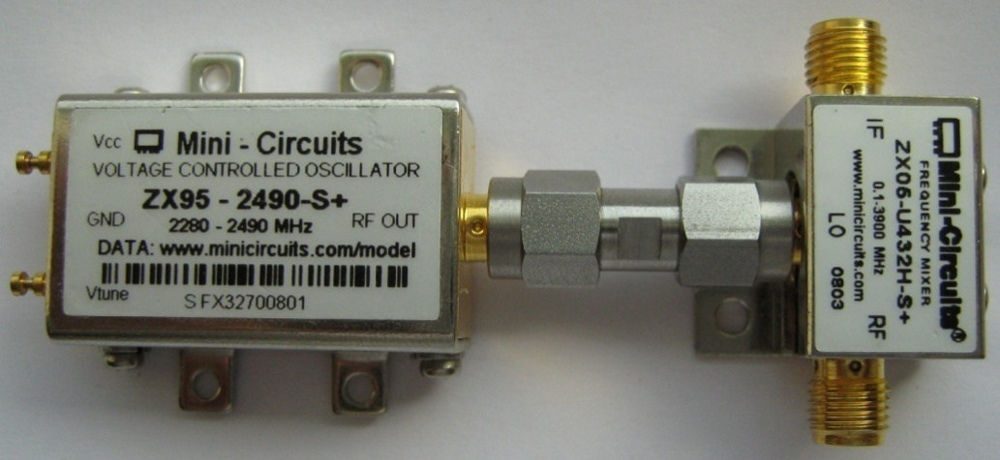 Vcc Mini - Circuits
VOLTAGE CONTROLLED OSCILLATOR
ZX95 - 2490-S+
GND 2280 - 2490 MHz RF OUT
DATA: www.minicircuits.com/model
Vtune
S FX32700801
Mini-Circuits®
FREQUENCY MIXER
ZX06-U432H-S+
IF 0.1-3900 MHz RF
www.minicircuits.com
LO 0803